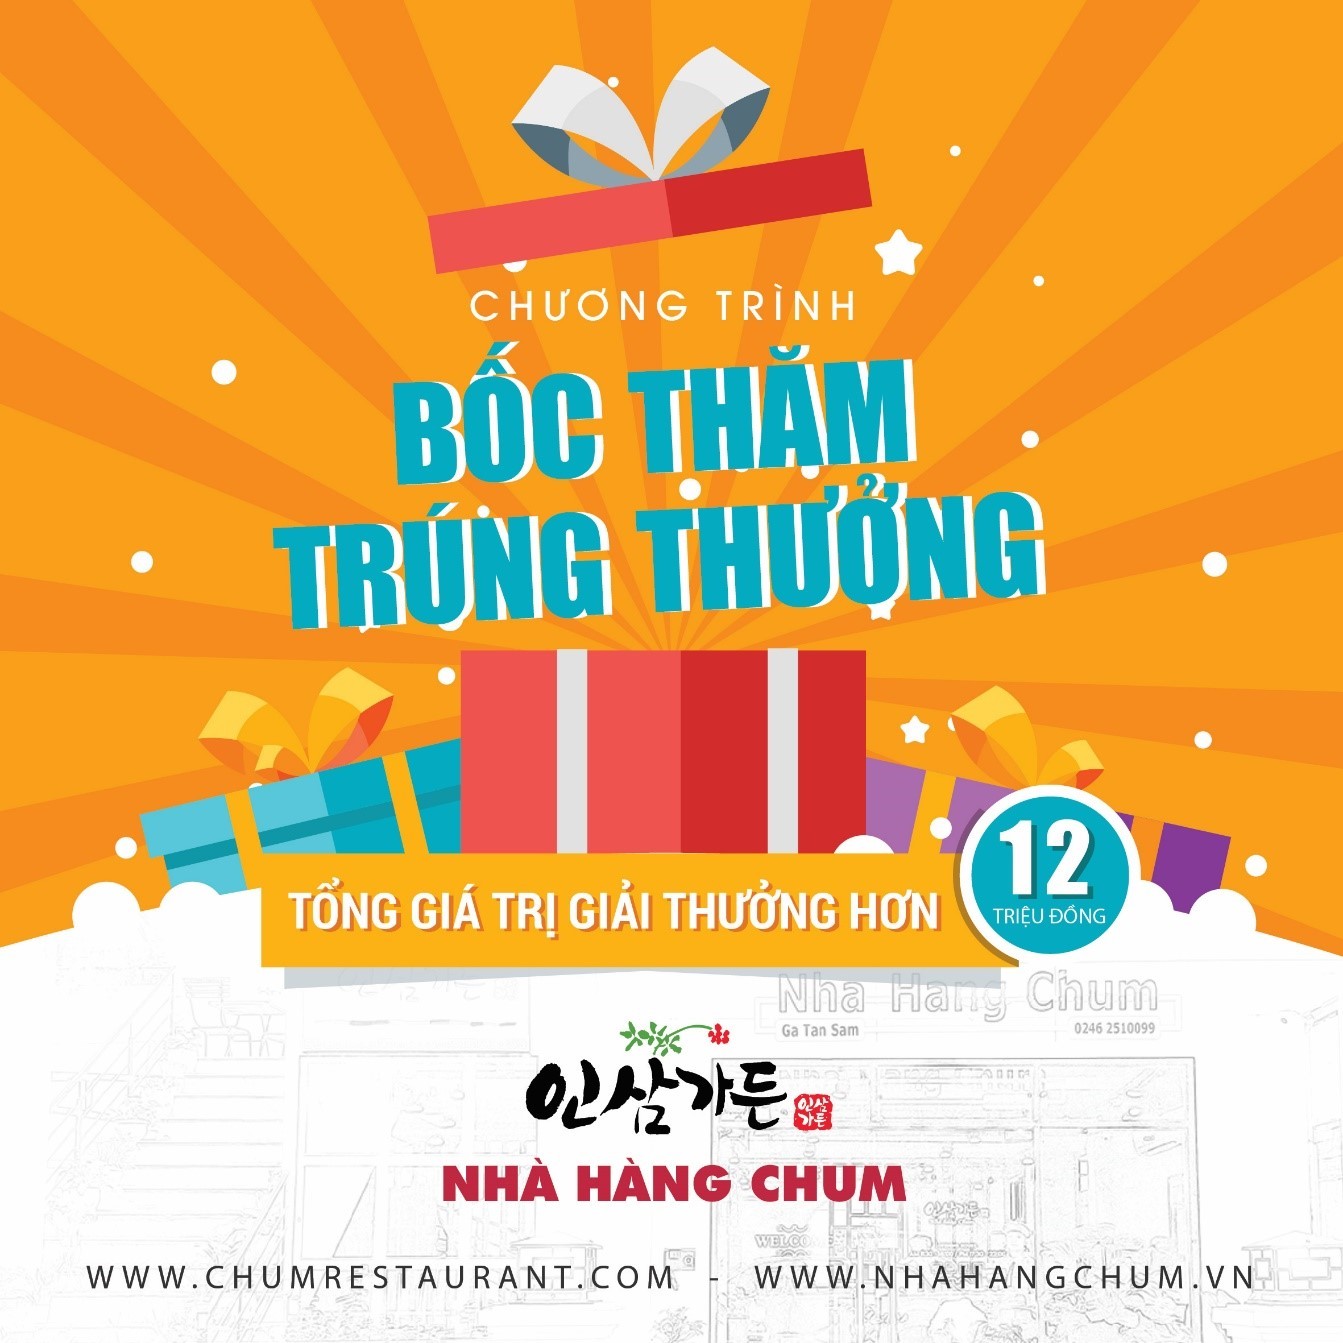 CHƯƠNG TRÌNH
BỐC THĂM
TRÚNG THƯỞNG
TỔNG GIÁ TRỊ GIẢI THƯỞNG HƠN
12
TRIỆU ĐỒNG
Nha Hang Chum
Ga Tan Sam
0246 2510099
인삼가든
인삼
가든
NHÀ HÀNG CHUM
WWW.CHUMRESTAURANT.COM - WWW.NHAHANGCHUM.VN